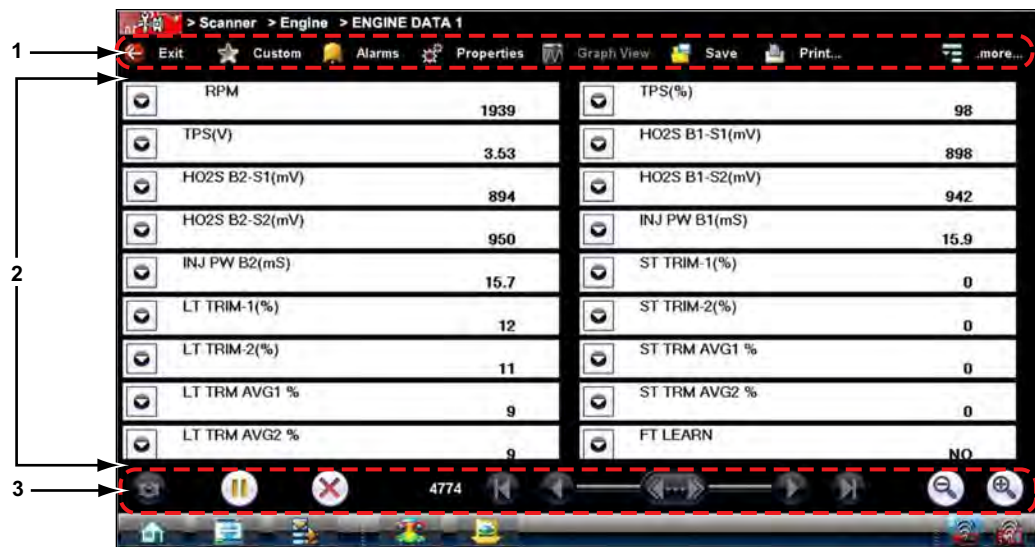 > Scanner > Engine > ENGINE DATA 1
1
Exit Custom Alarms Properties Graph View Save Print... .more...
RPM 1939
TPS(%) 98
TPS(V) 3.53
HO2S B1-S1(mV) 898
HO2S B2-S1(mV) 894
HO2S B1-S2(mV) 942
HO2S B2-S2(mV) 950
INJ PW B1(mS) 15.9
2
INJ PW B2(mS) 15.7
ST TRIM-1(%) 0
LT TRIM-1(%) 12
ST TRIM-2(%) 0
LT TRIM-2(%) 11
ST TRM AVG1 % 0
LT TRM AVG1 % 9
ST TRM AVG2 % 0
LT TRM AVG2 % 9
FT LEARN NO
3
4774